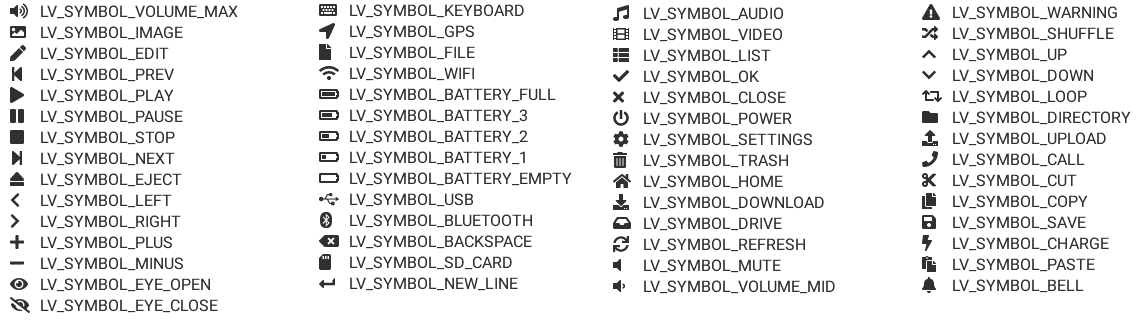 LV_SYMBOL_VOLUME_MAX
LV_SYMBOL_IMAGE
LV_SYMBOL_EDIT
LV_SYMBOL_PREV
LV_SYMBOL_PLAY
LV_SYMBOL_PAUSE
LV_SYMBOL_STOP
LV_SYMBOL_NEXT
LV_SYMBOL_EJECT
LV_SYMBOL_LEFT
LV_SYMBOL_RIGHT
LV_SYMBOL_PLUS
LV_SYMBOL_MINUS
LV_SYMBOL_EYE_OPEN
LV_SYMBOL_EYE_CLOSE
LV_SYMBOL_KEYBOARD
LV_SYMBOL_GPS
LV_SYMBOL_FILE
LV_SYMBOL_WIFI
LV_SYMBOL_BATTERY_FULL
LV_SYMBOL_BATTERY_3
LV_SYMBOL_BATTERY_2
LV_SYMBOL_BATTERY_1
LV_SYMBOL_BATTERY_EMPTY
LV_SYMBOL_USB
LV_SYMBOL_BLUETOOTH
LV_SYMBOL_BACKSPACE
LV_SYMBOL_SD_CARD
LV_SYMBOL_NEW_LINE
LV_SYMBOL_AUDIO
LV_SYMBOL_VIDEO
LV_SYMBOL_LIST
LV_SYMBOL_OK
LV_SYMBOL_CLOSE
LV_SYMBOL_POWER
LV_SYMBOL_SETTINGS
LV_SYMBOL_TRASH
LV_SYMBOL_HOME
LV_SYMBOL_DOWNLOAD
LV_SYMBOL_DRIVE
LV_SYMBOL_REFRESH
LV_SYMBOL_MUTE
LV_SYMBOL_VOLUME_MID
LV_SYMBOL_WARNING
LV_SYMBOL_SHUFFLE
LV_SYMBOL_UP
LV_SYMBOL_DOWN
LV_SYMBOL_LOOP
LV_SYMBOL_DIRECTORY
LV_SYMBOL_UPLOAD
LV_SYMBOL_CALL
LV_SYMBOL_CUT
LV_SYMBOL_COPY
LV_SYMBOL_SAVE
LV_SYMBOL_CHARGE
LV_SYMBOL_PASTE
LV_SYMBOL_BELL